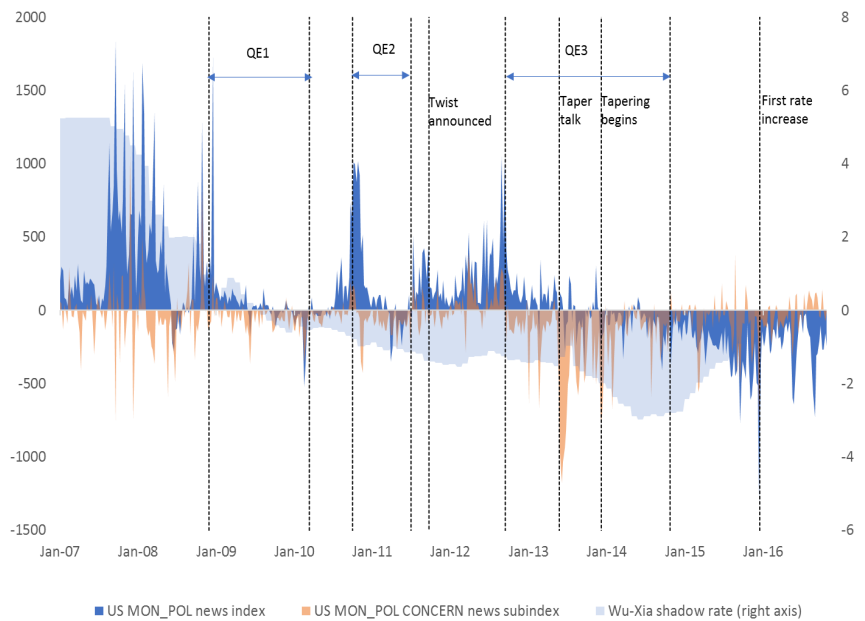 2000
8
QE1
QE2
QE3
1500
6
Twist
announced
Taper
talk
Tapering
begins
First rate
increase
1000
4
500
2
0
0
-500
-2
-1000
-4
-1500
-6
Jan-07
Jan-08
Jan-09
Jan-10
Jan-11
Jan-12
Jan-13
Jan-14
Jan-15
Jan-16
US MON_POL news index
US MON_POL CONCERN news subindex
Wu-Xia shadow rate (right axis)